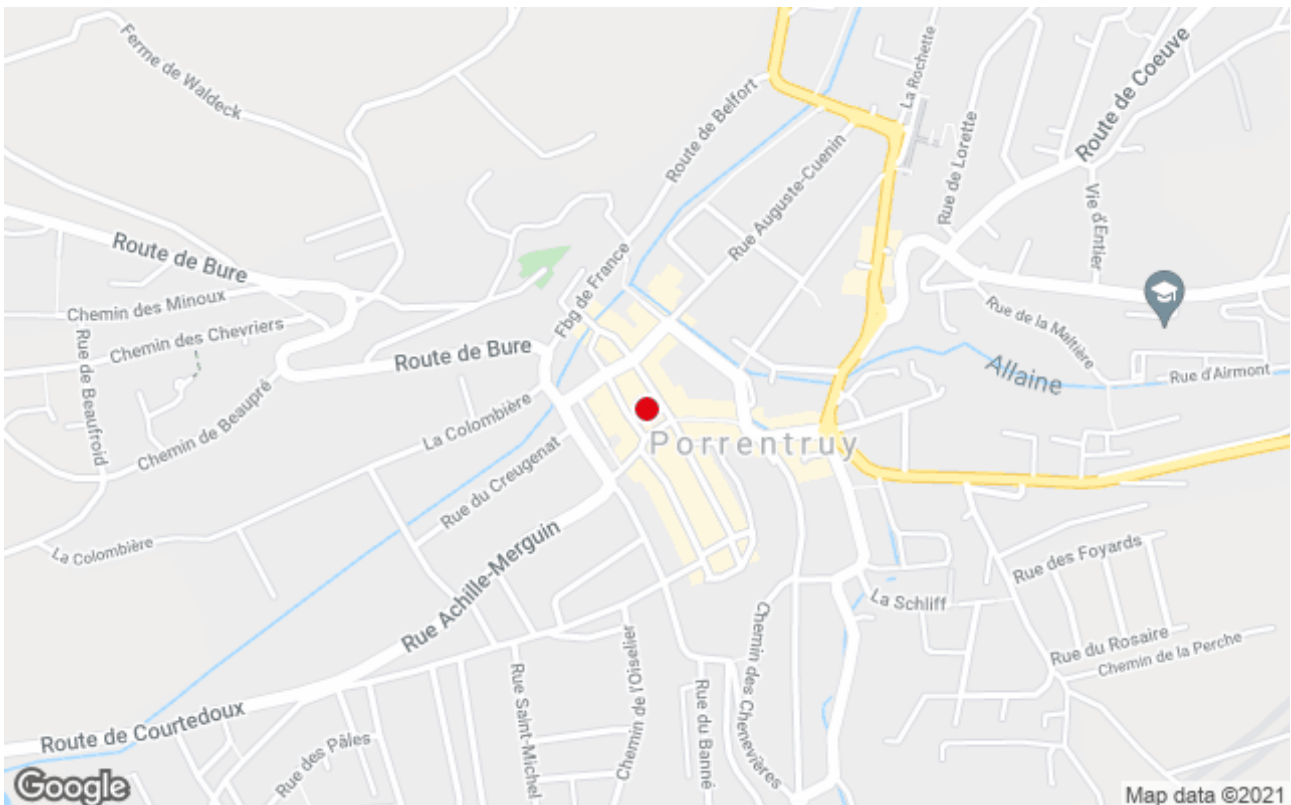 Ferme de Waldeck
Route de Belfort
La Rochette
Route de Coeuve
Rue de Lorette
Rue Auguste-Cuenin
Vie d'Entier
Route de Bure
Fbg de France
Chemin des Minoux
Rue de la Maltière
Chemin des Chevriers
Rue de Beaufroid
Route de Bure
Allaine
Rue d'Airmont
Chemin de Beaupré
La Colombière
Porrentruy
Rue du Creugenat
La Colombière
Rue Achille-Merguin
Rue des Foyards
La Schliff
Chemin des Chenevières
Rue du Rosaire
Chemin de la Perche
Chemin de l'Oiselier
Rue Saint-Michel
Rue du Banné
Route de Courtedoux
Rue des Pâles
Google
Map data ©2021